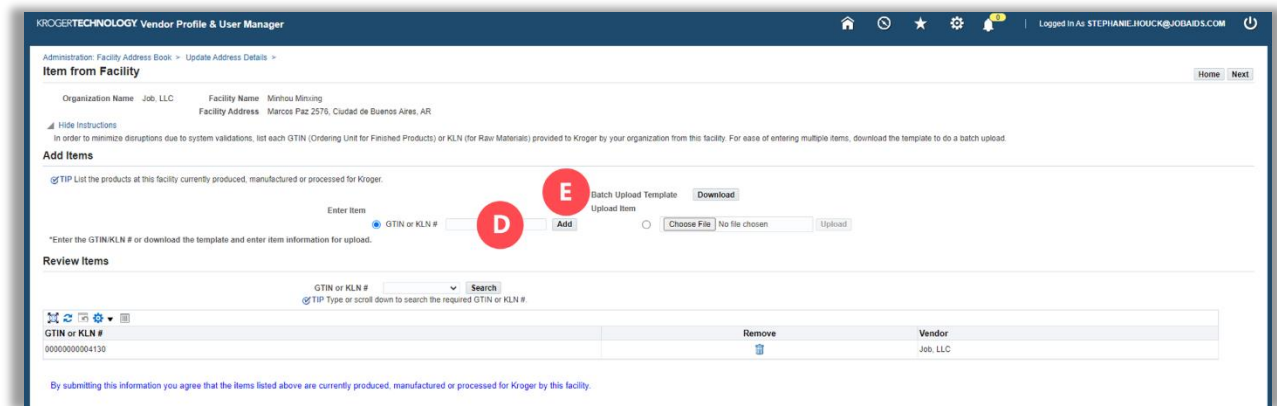 KROGERTECHNOLOGY Vendor Profile & User Manager
0
Logged In As STEPHANIE.HOUCK@JOBAIDS.COM
Administration: Facility Address Book > Update Address Details >
Item from Facility
Home Next
Organization Name Job, LLC Facility Name Minhou Minxing
Facility Address Marcos Paz 2576, Ciudad de Buenos Aires, AR
Hide Instructions
In order to minimize disruptions due to system validations, list each GTIN (Ordering Unit for Finished Products) or KLN (for Raw Materials) provided to Kroger by your organization from this facility. For ease of entering multiple items, download the template to do a batch upload.
Add Items
TIP List the products at this facility currently produced, manufactured or processed for Kroger.
E
Batch Upload Template Download
Enter Item Upload Item
GTIN or KLN # D Add Choose File No file chosen Upload
*Enter the GTIN/KLN # or download the template and enter item information for upload.
Review Items
GTIN or KLN # Search
TIP Type or scroll down to search the required GTIN or KLN #.
GTIN or KLN # Remove Vendor
00000000004130 Job, LLC
By submitting this information you agree that the items listed above are currently produced, manufactured or processed for Kroger by this facility.